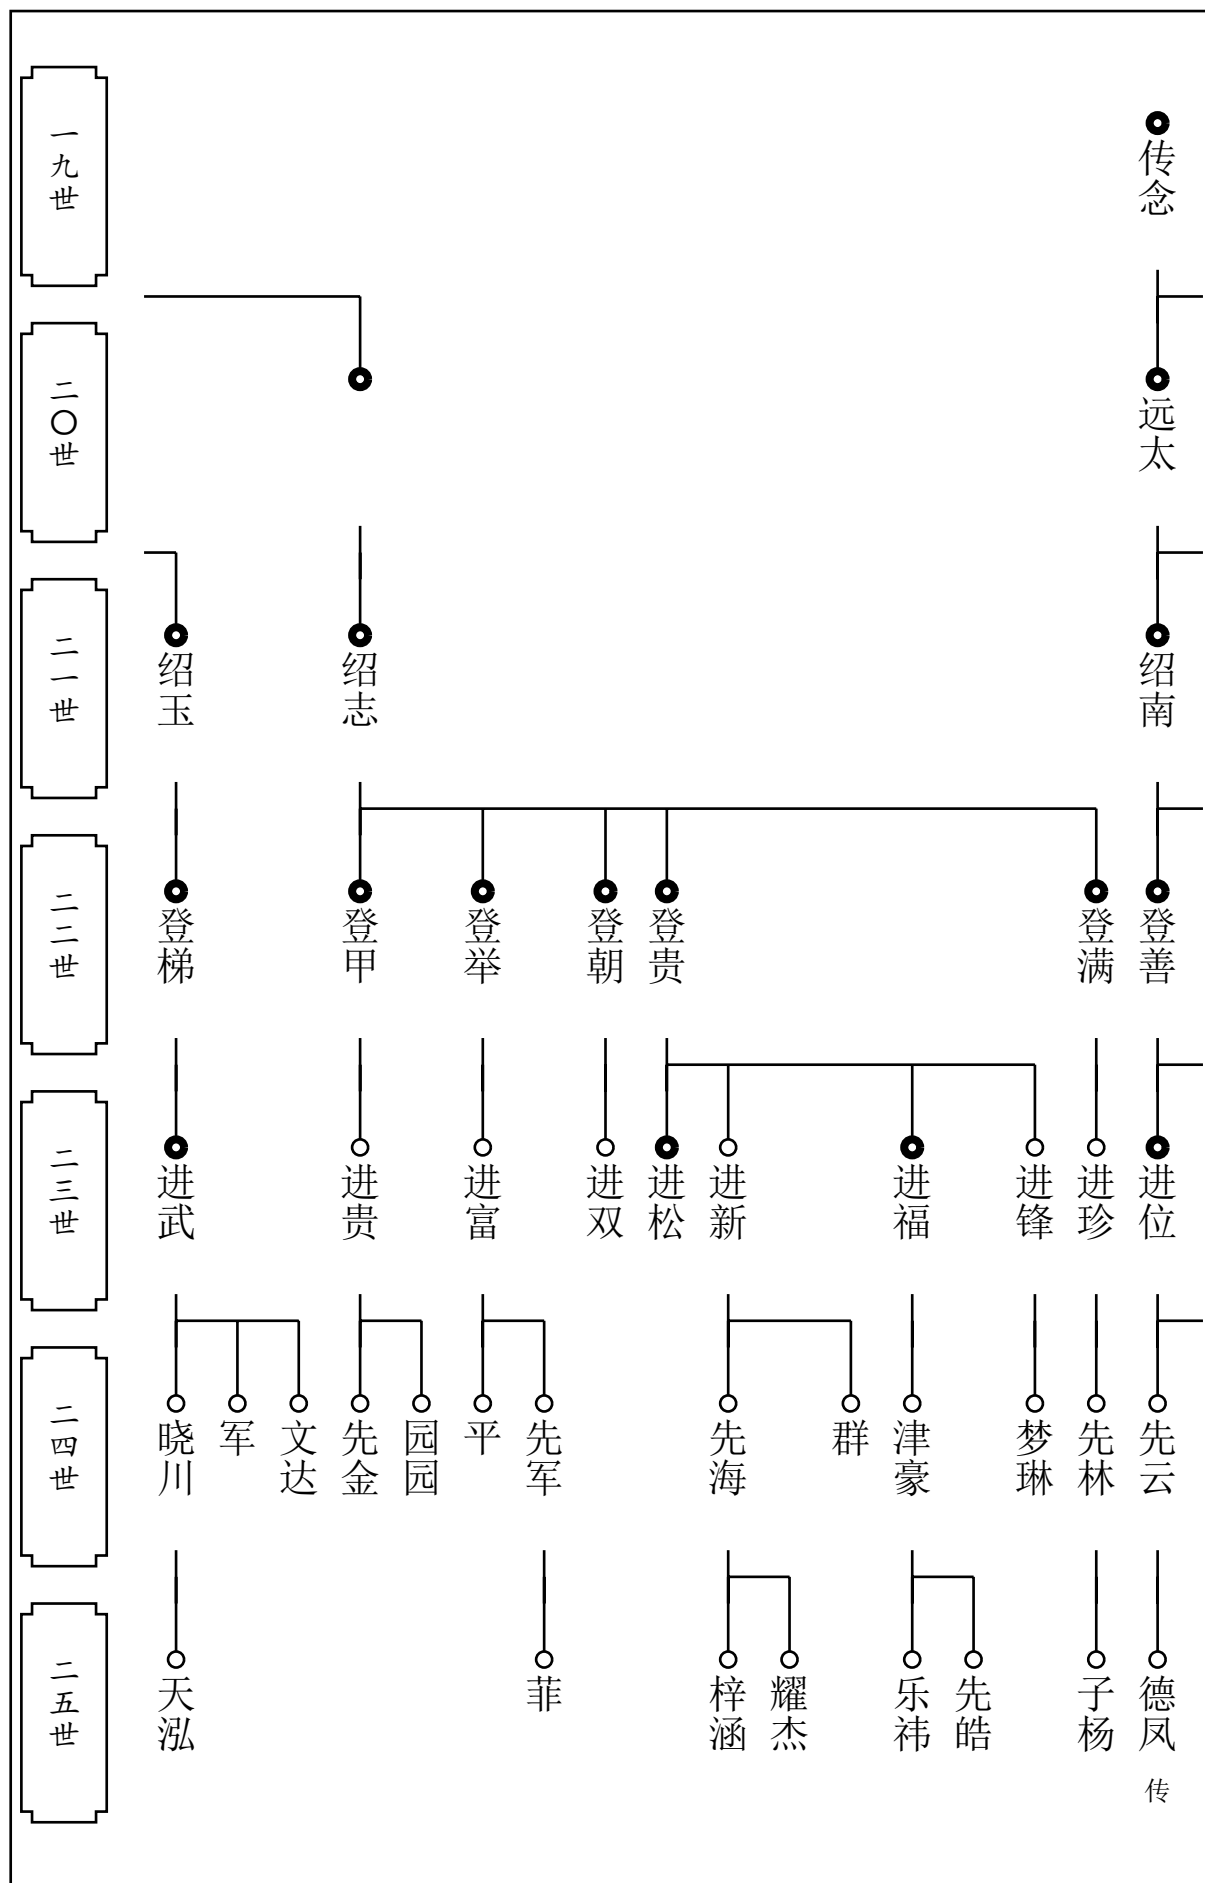 一九世
传念
二〇世
远太
二一世
绍玉
绍志
绍南
二二世
登梯
登甲
登举
登朝
登贵
登满
登善
二三世
进武
进贵
进富
进双
进松
进新
进福
进锋
进珍
进位
二四世
晓川
军
文达
先金
园园
平
先军
先海
群
津豪
梦琳
先林
先云
二五世
天泓
菲
梓涵
耀杰
乐祎
先皓
子杨
德凤
传